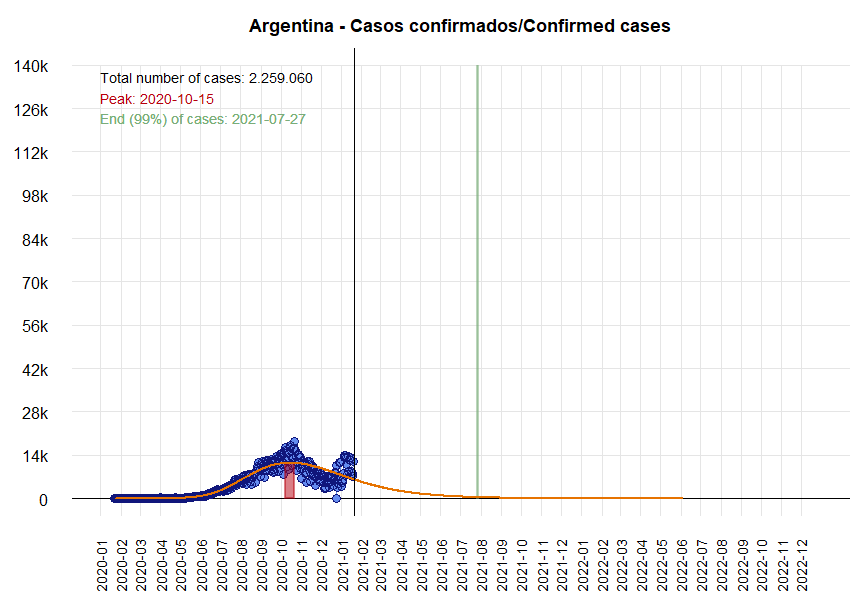 Argentina - Casos confirmados/Confirmed cases
140k
126k
112k
98k
84k
70k
56k
42k
28k
14k
0
Total number of cases: 2.259.060
Peak: 2020-10-15
End (99%) of cases: 2021-07-27
2020-01
2020-02
2020-03
2020-04
2020-05
2020-06
2020-07
2020-08
2020-09
2020-10
2020-11
2020-12
2021-01
2021-02
2021-03
2021-04
2021-05
2021-06
2021-07
2021-08
2021-09
2021-10
2021-11
2021-12
2022-01
2022-02
2022-03
2022-04
2022-05
2022-06
2022-07
2022-08
2022-09
2022-10
2022-11
2022-12